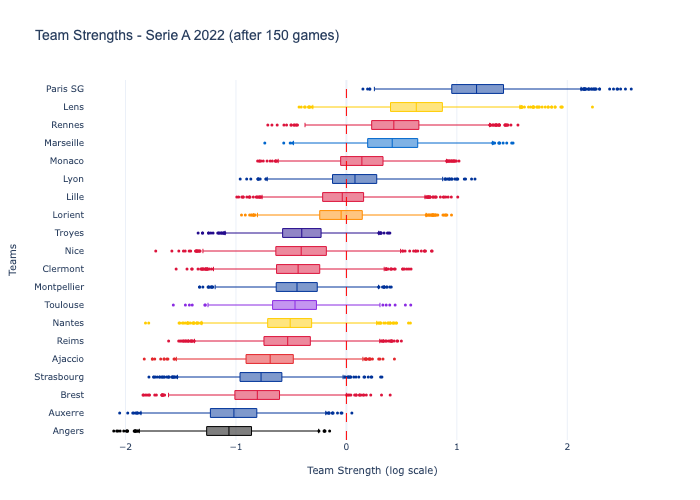 Team Strengths - Serie A 2022 (after 150 games)
Paris SG
Lens
Rennes
Marseille
Monaco
Lyon
Lille
Lorient
Troyes
Nice
Clermont
Montpellier
Toulouse
Nantes
Reims
Ajaccio
Strasbourg
Brest
Auxerre
Angers
Teams
−2 −1 0 1 2
Team Strength (log scale)